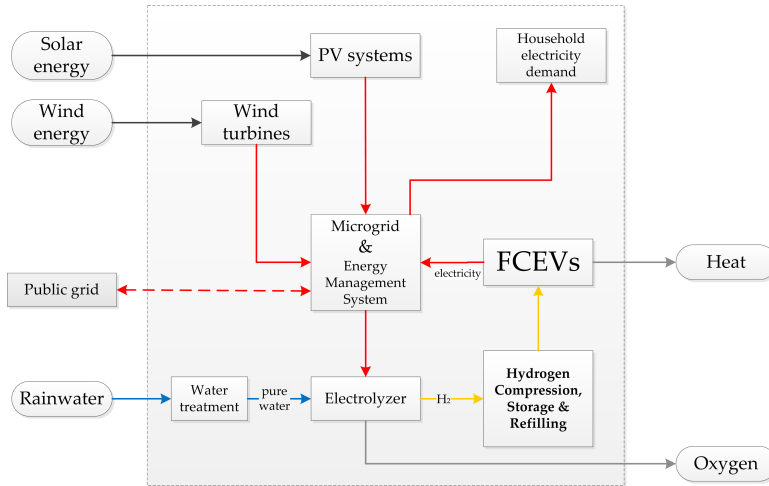 Solar
energy
PV systems
Household
electricity
demand
Wind
energy
Wind
turbines
Microgrid
&
Energy
Management
System
electricity
FCEVs
Heat
Public grid
Rainwater
Water
treatment
pure
water
Electrolyzer
H₂
Hydrogen
Compression,
Storage &
Refilling
Oxygen